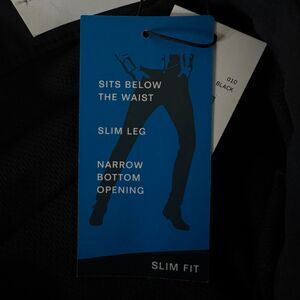 SITS BELOW
THE WAIST
SLIM LEG
NARROW
BOTTOM
OPENING
SLIM FIT
010
BLACK